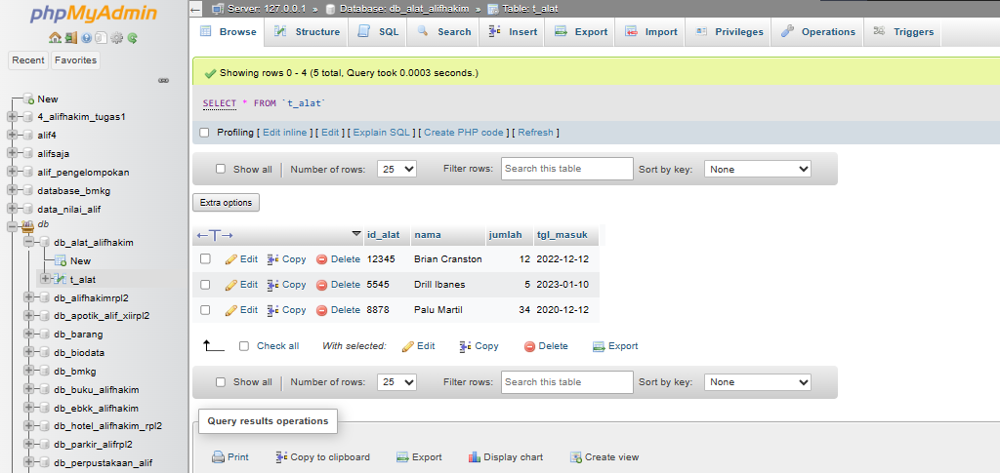 phpMyAdmin
Recent Favorites
New
4_alifhakim_tugas1
alif4
alifsaja
alif_pengelompokan
database_bmkg
data_nilai_alif
db
db_alat_alifhakim
New
t_alat
db_alifhakimrpl2
db_apotik_alif_xiirpl2
db_barang
db_biodata
db_bmkg
db_buku_alifhakim
db_ebkk_alifhakim
db_hotel_alifhakim_rpl2
db_parkir_alifrpl2
db_perpustakaan_alif
Server: 127.0.0.1 » Database: db_alat_alifhakim » Table: t_alat
Browse Structure SQL Search Insert Export Import Privileges Operations Triggers
Showing rows 0 - 4 (5 total, Query took 0.0003 seconds.)
SELECT * FROM `t_alat`
Profiling [ Edit inline ] [ Edit ] [ Explain SQL ] [ Create PHP code ] [ Refresh ]
Show all Number of rows: 25 Filter rows: Search this table Sort by key: None
Extra options
←T→ id_alat nama jumlah tgl_masuk
Edit Copy Delete 12345 Brian Cranston 12 2022-12-12
Edit Copy Delete 5545 Drill Ibanes 5 2023-01-10
Edit Copy Delete 8878 Palu Martil 34 2020-12-12
Check all With selected: Edit Copy Delete Export
Show all Number of rows: 25 Filter rows: Search this table Sort by key: None
Query results operations
Print Copy to clipboard Export Display chart Create view